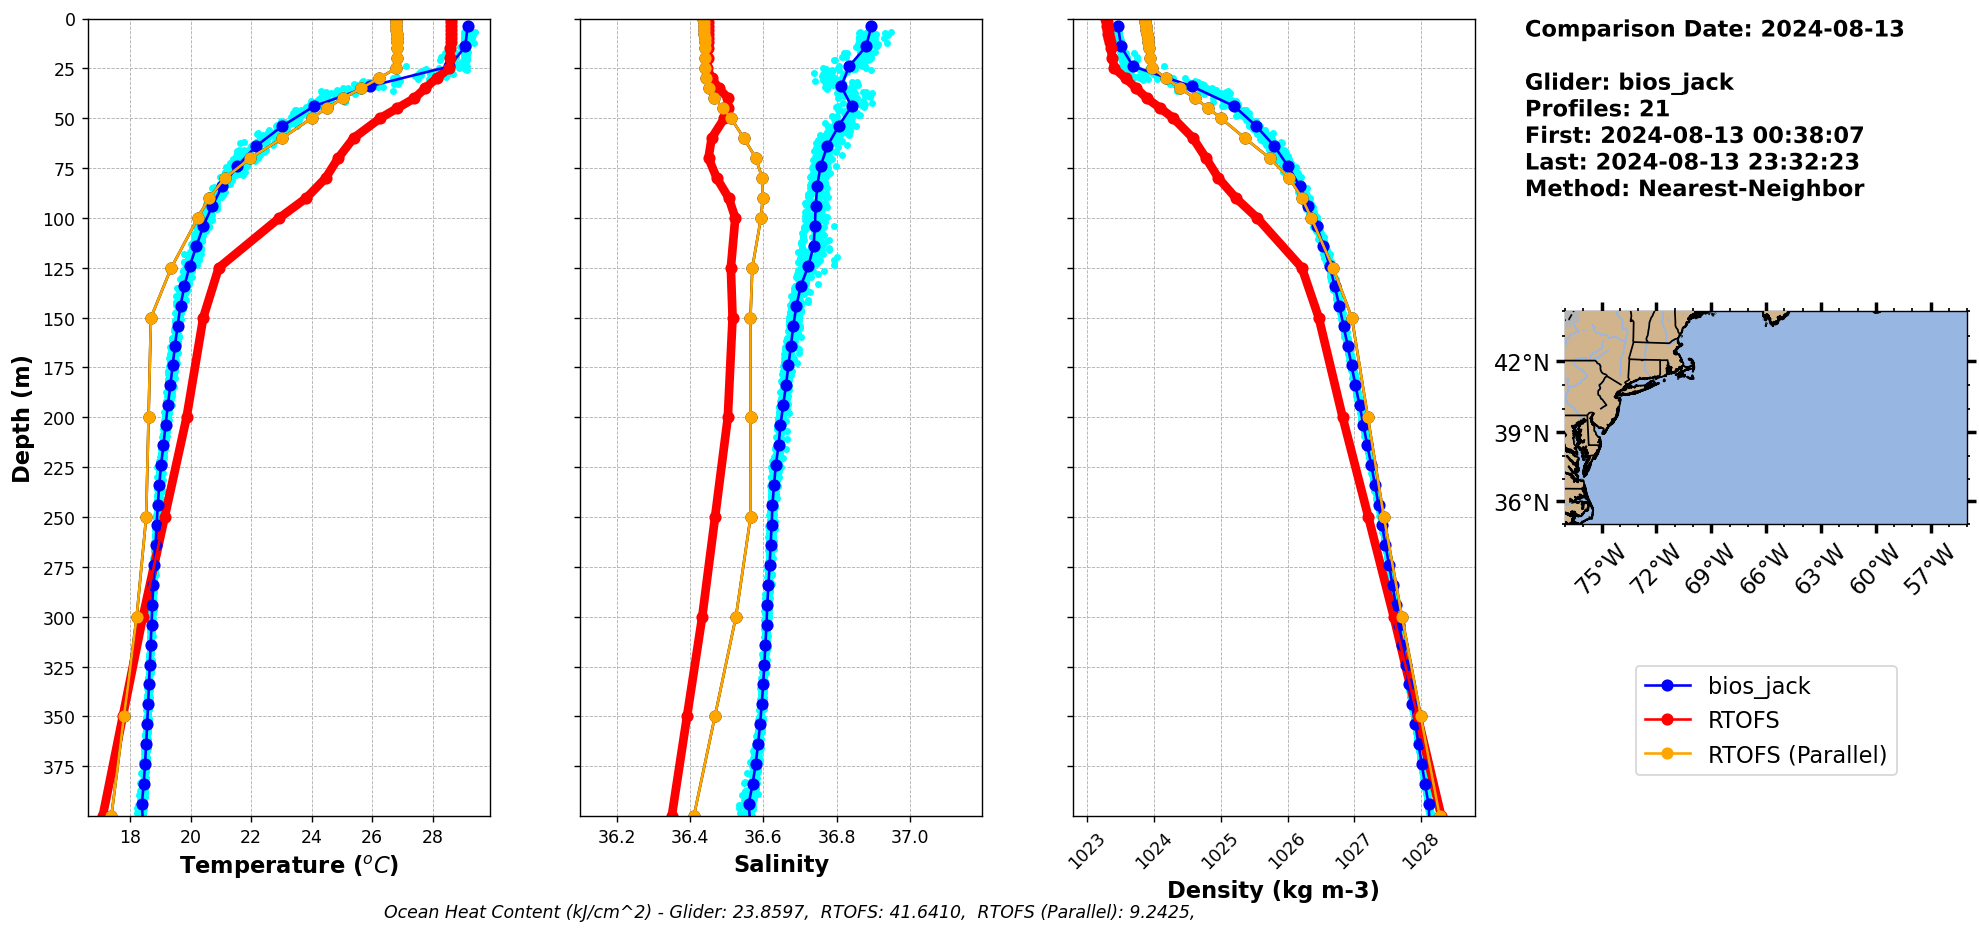 Comparison Date: 2024-08-13
Glider: bios_jack
Profiles: 21
First: 2024-08-13 00:38:07
Last: 2024-08-13 23:32:23
Method: Nearest-Neighbor
Depth (m)
0
25
50
75
100
125
150
175
200
225
250
275
300
325
350
375
18 20 22 24 26 28
Temperature (°C)
36.2 36.4 36.6 36.8 37.0
Salinity
1023 1024 1025 1026 1027 1028
Density (kg m-3)
42°N
39°N
36°N
75°W 72°W 69°W 66°W 63°W 60°W 57°W
bios_jack
RTOFS
RTOFS (Parallel)
Ocean Heat Content (kJ/cm^2) - Glider: 23.8597,  RTOFS: 41.6410,  RTOFS (Parallel): 9.2425,